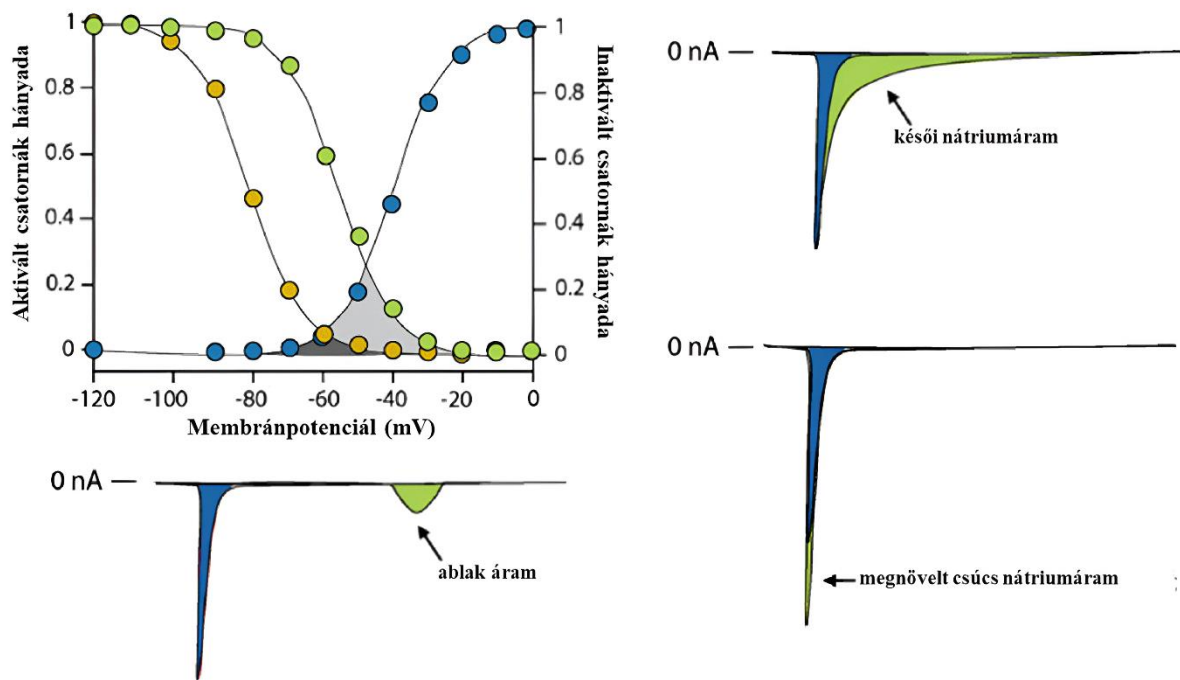 Aktivált csatornák hányada
1
0.8
0.6
0.4
0.2
0
1
0.8
0.6
0.4
0.2
0
Inaktivált csatornák hányada
-120 -100 -80 -60 -40 -20 0
Membránpotenciál (mV)
0 nA
ablak áram
0 nA
késői nátriumáram
0 nA
megnövelt csúcs nátriumáram